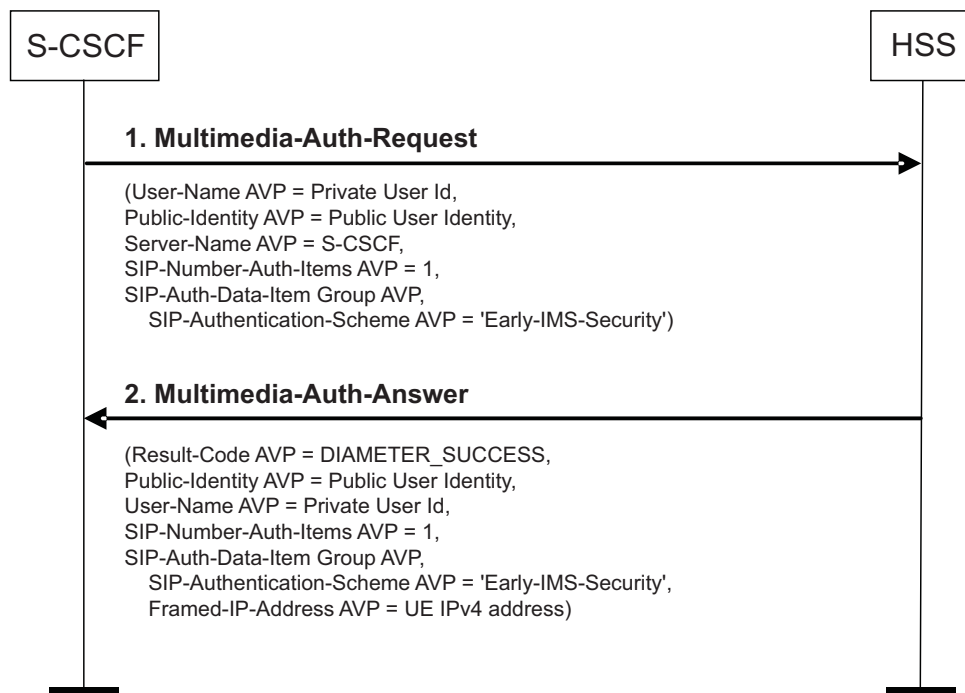 S-CSCF
HSS
1. Multimedia-Auth-Request
(User-Name AVP = Private User Id,
Public-Identity AVP = Public User Identity,
Server-Name AVP = S-CSCF,
SIP-Number-Auth-Items AVP = 1,
SIP-Auth-Data-Item Group AVP,
SIP-Authentication-Scheme AVP = 'Early-IMS-Security')
2. Multimedia-Auth-Answer
(Result-Code AVP = DIAMETER_SUCCESS,
Public-Identity AVP = Public User Identity,
User-Name AVP = Private User Id,
SIP-Number-Auth-Items AVP = 1,
SIP-Auth-Data-Item Group AVP,
SIP-Authentication-Scheme AVP = 'Early-IMS-Security',
Framed-IP-Address AVP = UE IPv4 address)